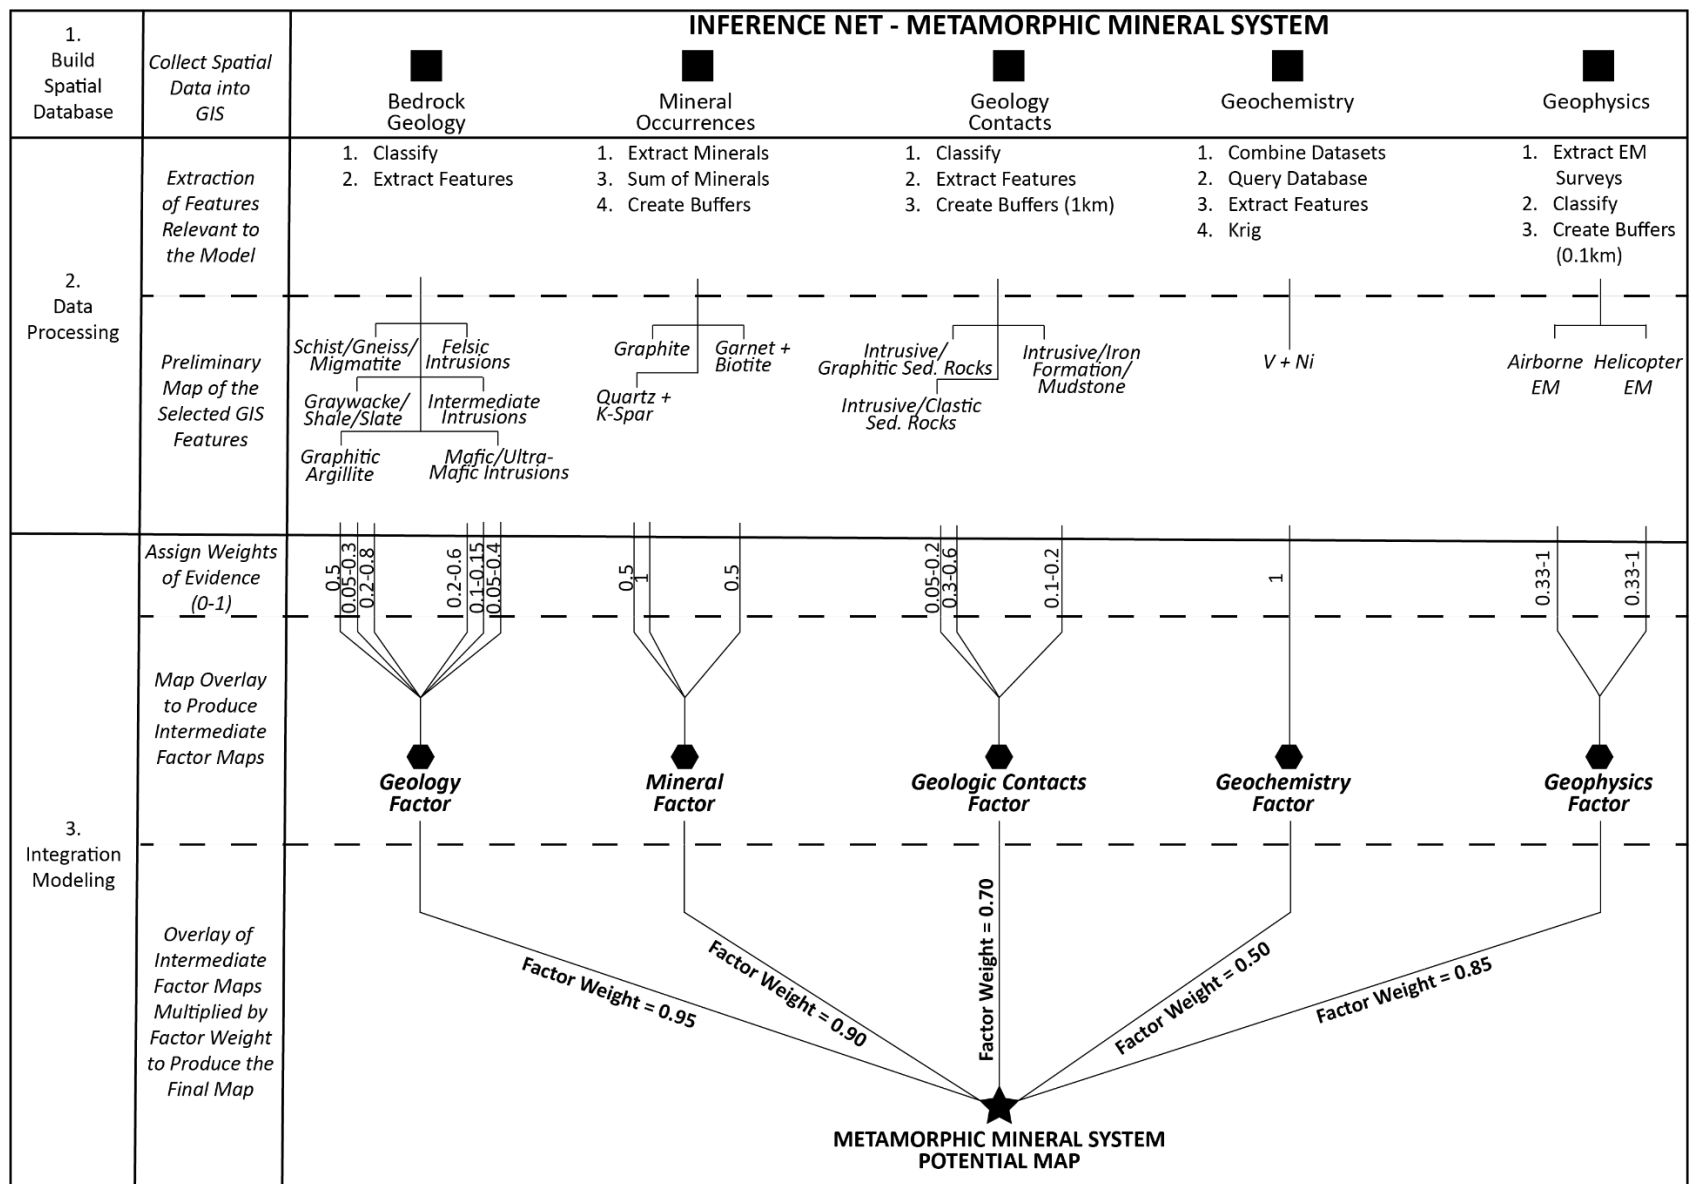 INFERENCE NET - METAMORPHIC MINERAL SYSTEM
1.
Build
Spatial
Database
Collect Spatial
Data into
GIS
Bedrock
Geology
Mineral
Occurrences
Geology
Contacts
Geochemistry
Geophysics
2.
Data
Processing
Extraction
of Features
Relevant to
the Model
1. Classify
2. Extract Features
1. Extract Minerals
3. Sum of Minerals
4. Create Buffers
1. Classify
2. Extract Features
3. Create Buffers (1km)
1. Combine Datasets
2. Query Database
3. Extract Features
4. Krig
1. Extract EM
Surveys
2. Classify
3. Create Buffers
(0.1km)
Preliminary
Map of the
Selected GIS
Features
Schist/Gneiss/
Migmatite
Felsic
Intrusions
Graywacke/
Shale/Slate
Intermediate
Intrusions
Graphitic
Argillite
Mafic/Ultra-
Mafic Intrusions
Graphite
Garnet +
Biotite
Quartz +
K-Spar
Intrusive/
Graphitic Sed. Rocks
Intrusive/Iron
Formation/
Mudstone
Intrusive/Clastic
Sed. Rocks
V + Ni
Airborne
EM
Helicopter
EM
3.
Integration
Modeling
Assign Weights
of Evidence
(0-1)
0.5
0.05-0.3
0.2-0.8
0.2-0.6
0.1-0.15
0.05-0.4
0.5
1
0.5
0.05-0.2
0.3-0.6
0.1-0.2
1
0.33-1
0.33-1
Map Overlay
to Produce
Intermediate
Factor Maps
Geology
Factor
Mineral
Factor
Geologic Contacts
Factor
Geochemistry
Factor
Geophysics
Factor
Overlay of
Intermediate
Factor Maps
Multiplied by
Factor Weight
to Produce the
Final Map
Factor Weight = 0.95
Factor Weight = 0.90
Factor Weight = 0.70
Factor Weight = 0.50
Factor Weight = 0.85
METAMORPHIC MINERAL SYSTEM
POTENTIAL MAP